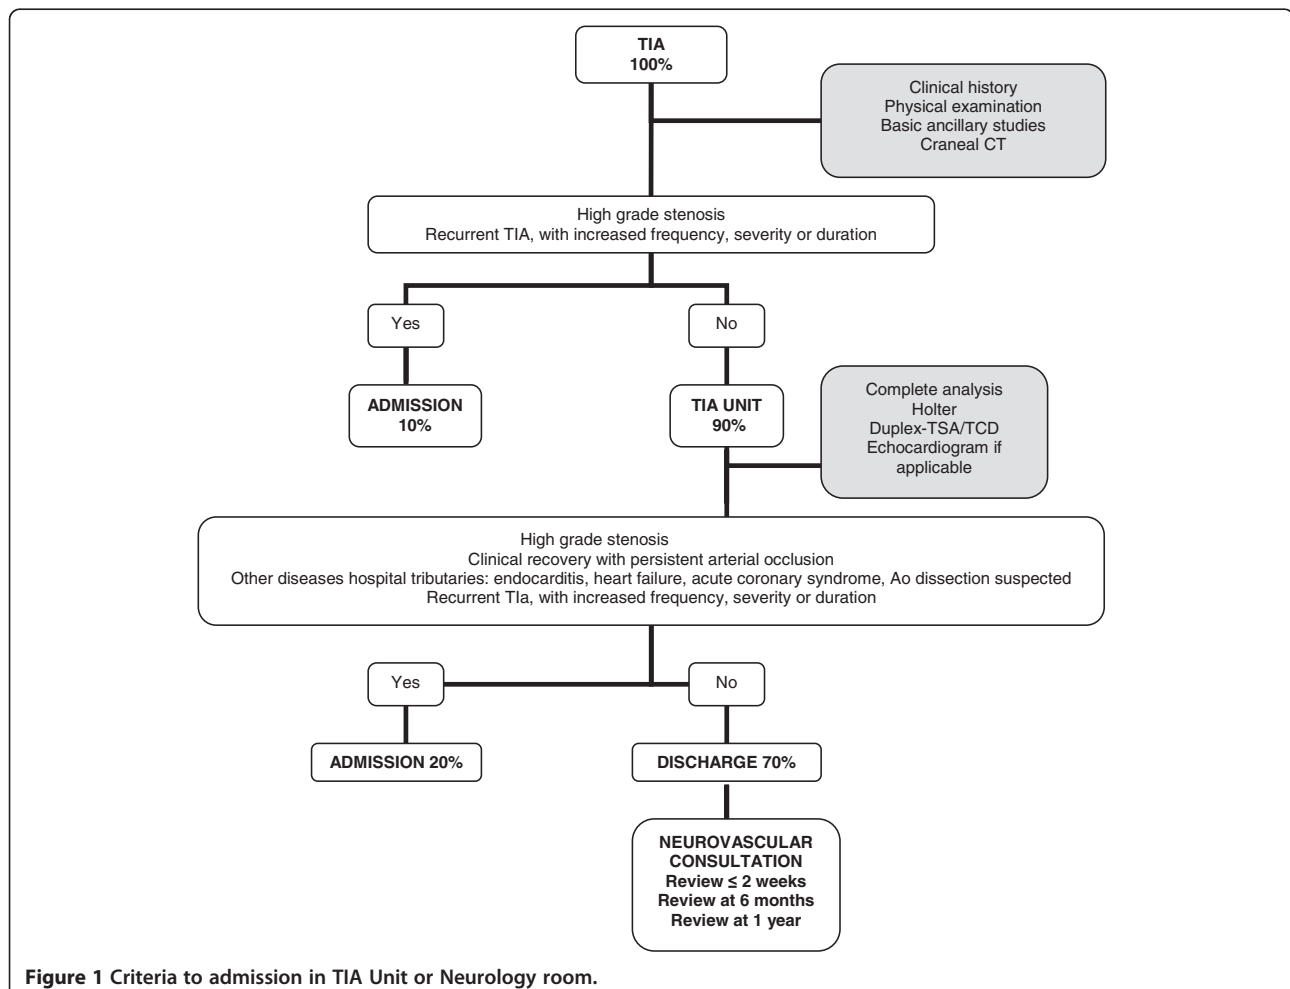 TIA
100%
Clinical history
Physical examination
Basic ancillary studies
Craneal CT
High grade stenosis
Recurrent TIA, with increased frequency, severity or duration
Yes
No
ADMISSION
10%
TIA UNIT
90%
Complete analysis
Holter
Duplex-TSA/TCD
Echocardiogram if
applicable
High grade stenosis
Clinical recovery with persistent arterial occlusion
Other diseases hospital tributaries: endocarditis, heart failure, acute coronary syndrome, Ao dissection suspected
Recurrent TIa, with increased frequency, severity or duration
Yes
No
ADMISSION 20%
DISCHARGE 70%
NEUROVASCULAR
CONSULTATION
Review ≤ 2 weeks
Review at 6 months
Review at 1 year
Figure 1 Criteria to admission in TIA Unit or Neurology room.